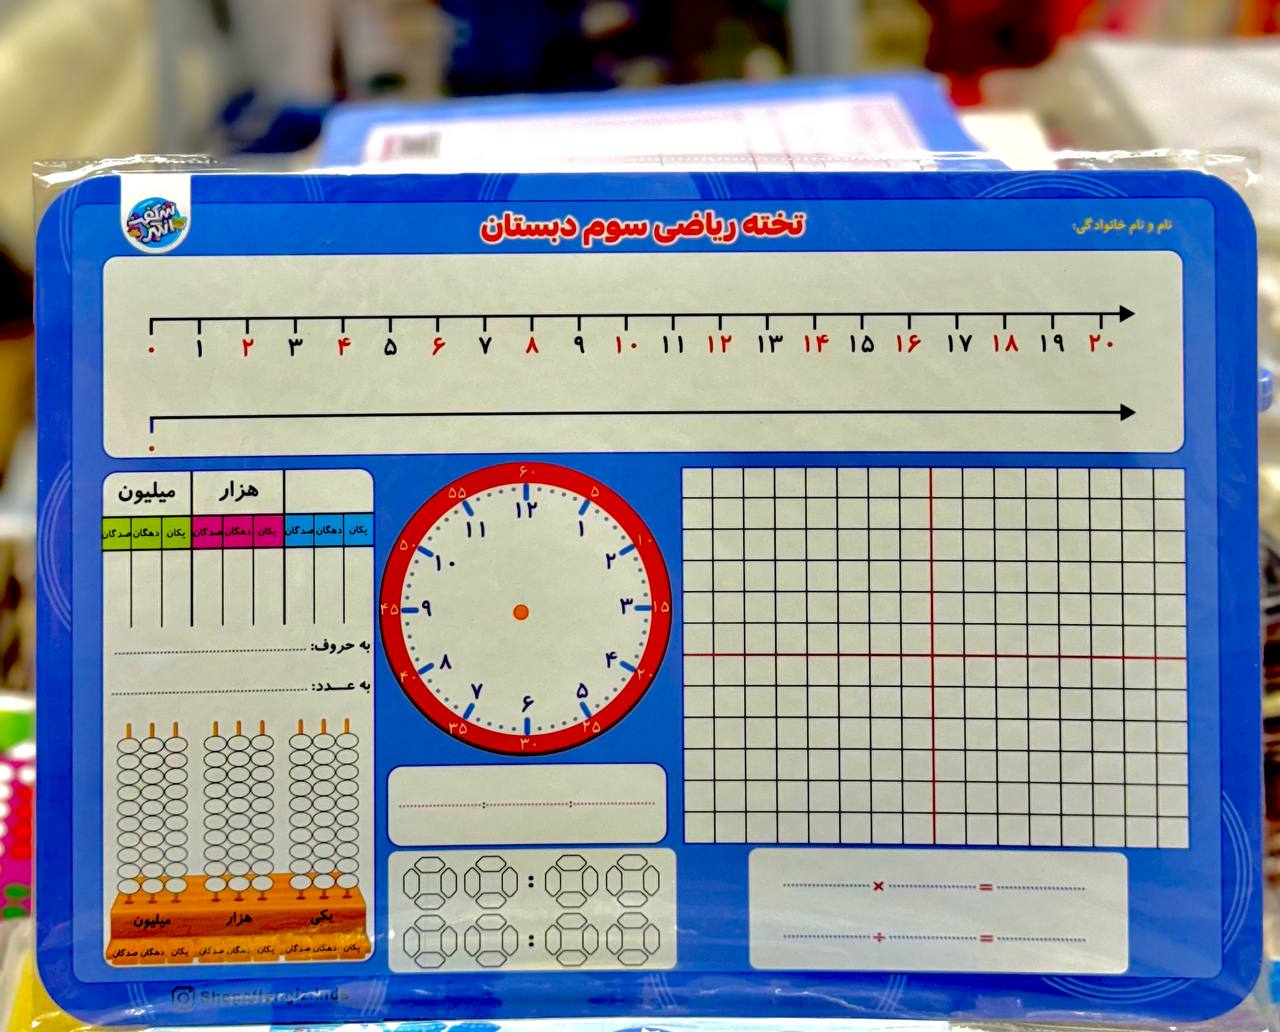 شگفت انگیز
تخته ریاضی سوم دبستان
نام و نام خانوادگی:
۰ ۱ ۲ ۳ ۴ ۵ ۶ ۷ ۸ ۹ ۱۰ ۱۱ ۱۲ ۱۳ ۱۴ ۱۵ ۱۶ ۱۷ ۱۸ ۱۹ ۲۰
۰
میلیون هزار
صدگان دهگان یکان صدگان دهگان یکان صدگان دهگان یکان
به حروف:
به عــدد:
میلیون هزار یکی
صدگان دهگان یکان صدگان دهگان یکان صدگان دهگان یکان
۶۰ ۵ ۱۰ ۱۵ ۲۰ ۲۵ ۳۰ ۳۵ ۴۰ ۴۵ ۵۰ ۵۵
۱۲ ۱ ۲ ۳ ۴ ۵ ۶ ۷ ۸ ۹ ۱۰ ۱۱
: :
:
:
× =
÷ =